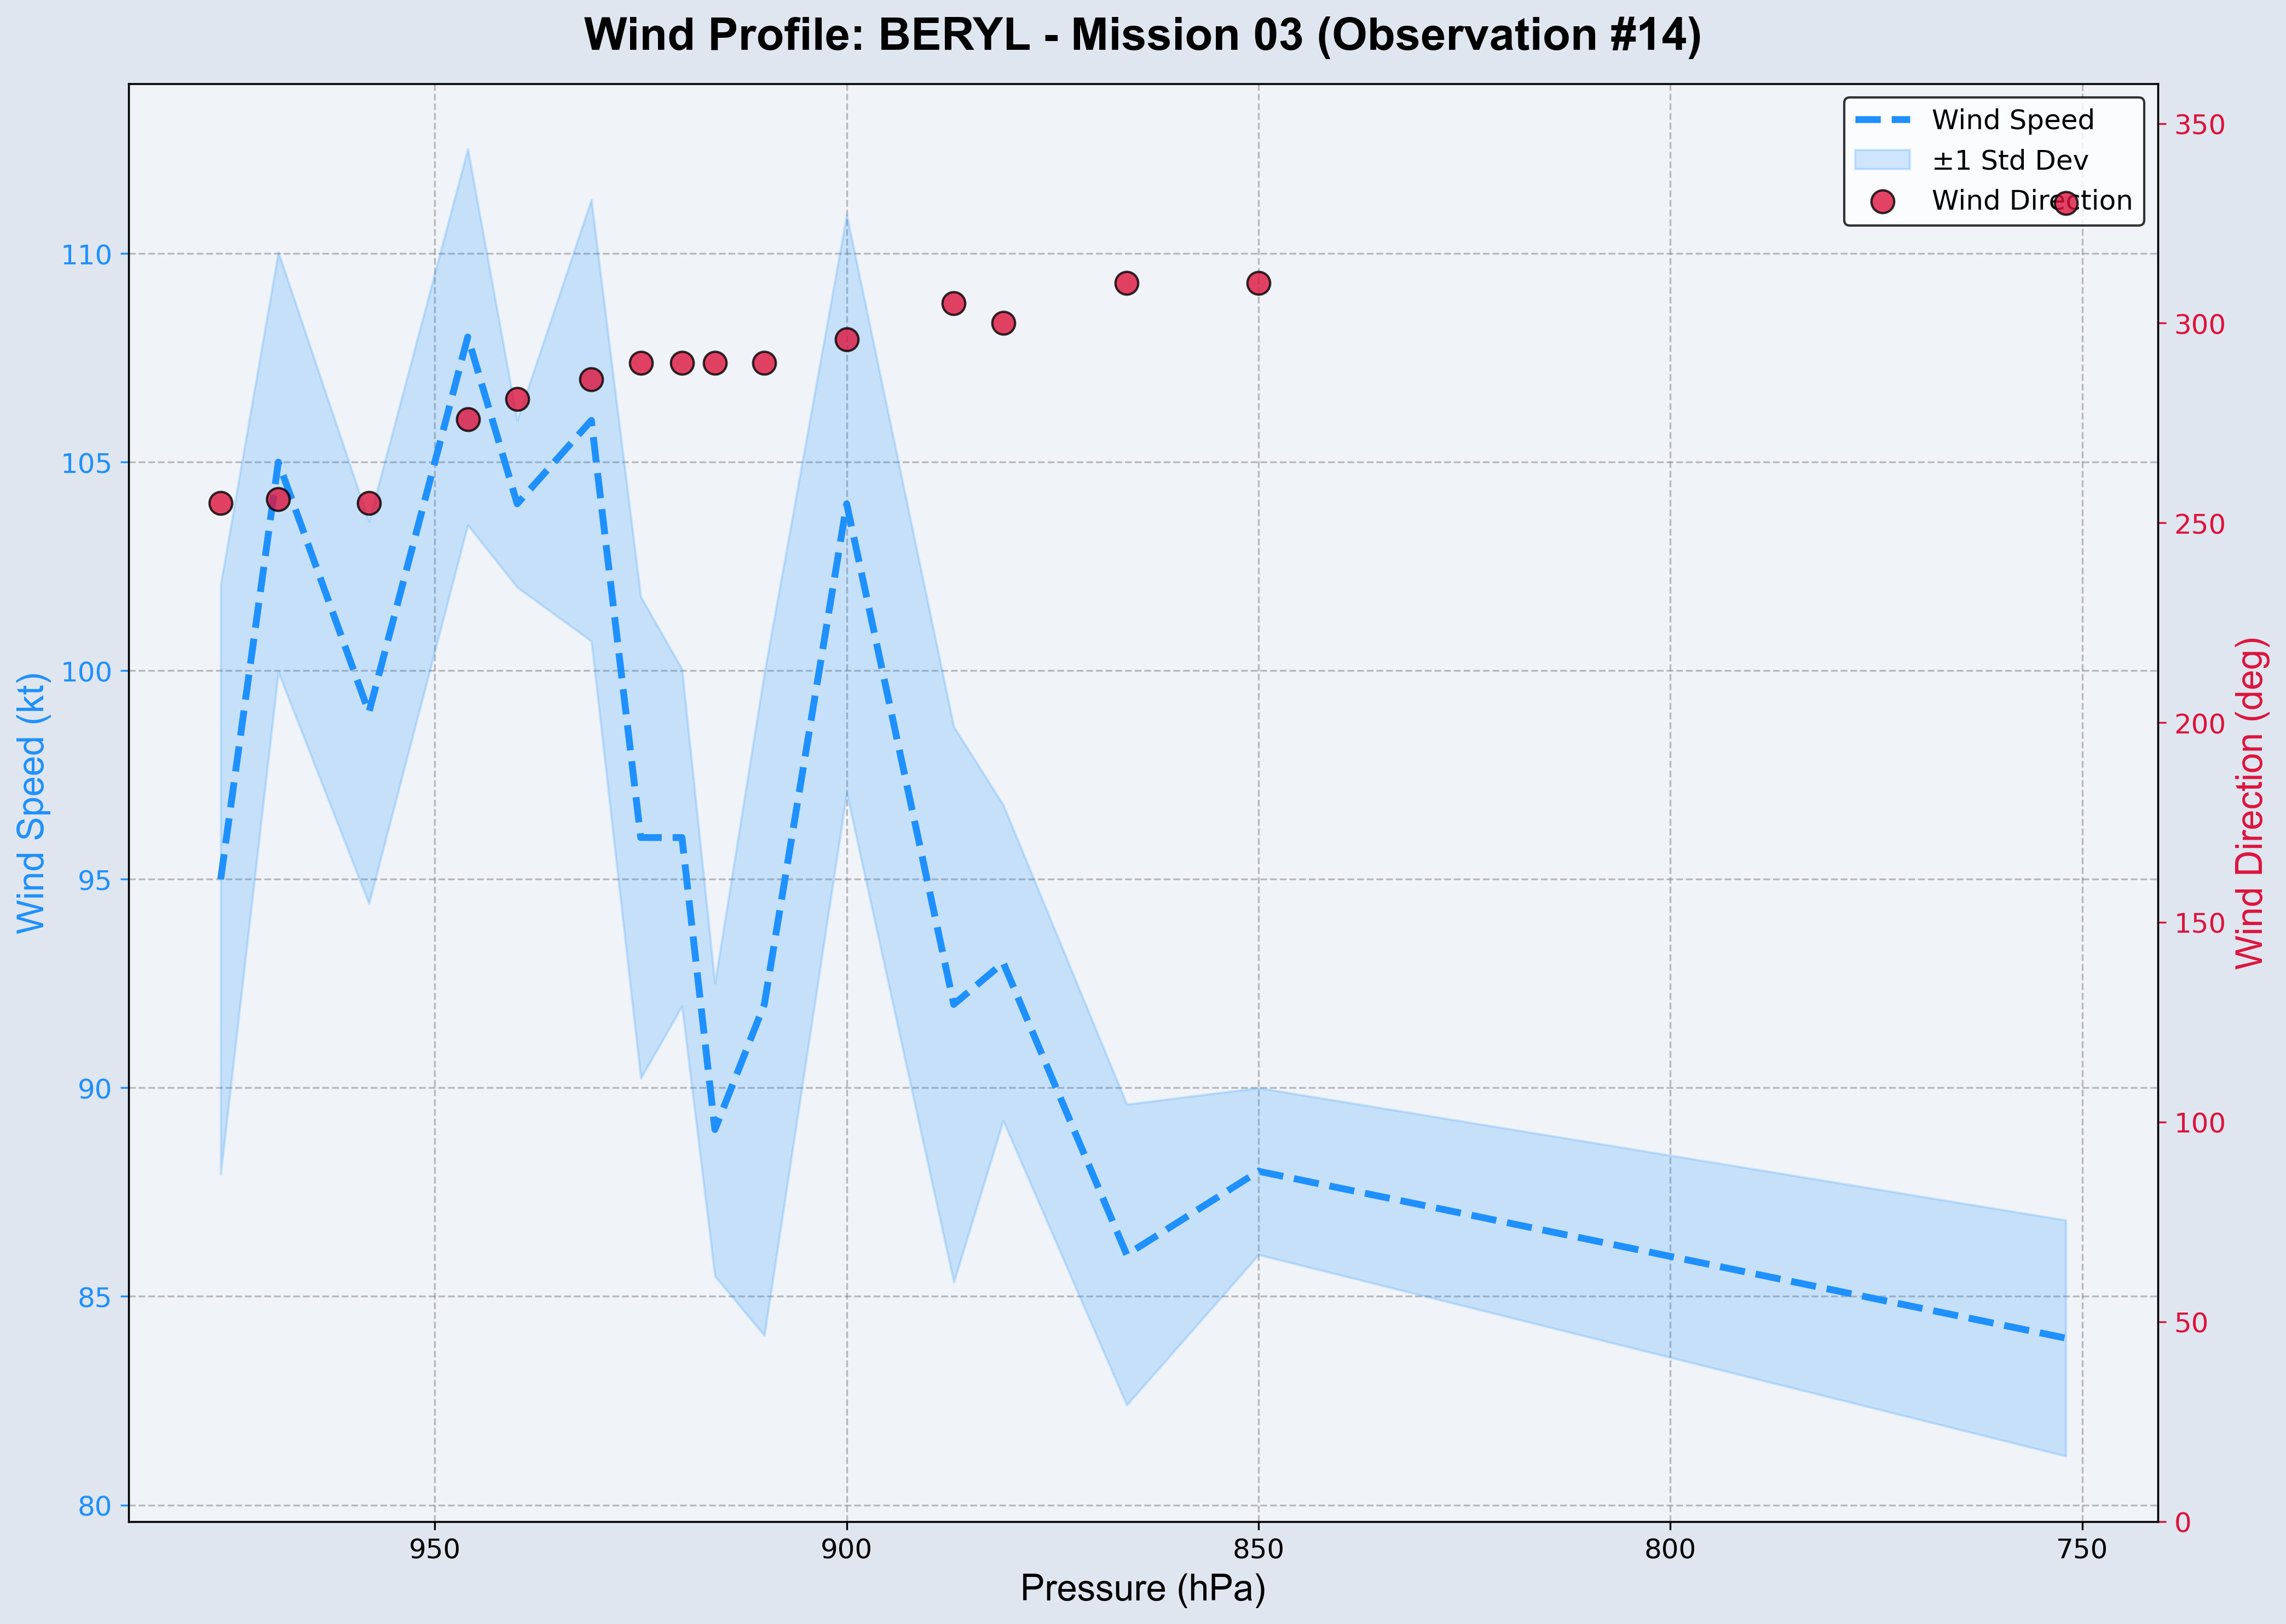 Wind Profile: BERYL - Mission 03 (Observation #14)
Wind Speed
±1 Std Dev
Wind Direction
110
105
100
95
90
85
80
Wind Speed (kt)
350
300
250
200
150
100
50
0
Wind Direction (deg)
950
900
850
800
750
Pressure (hPa)